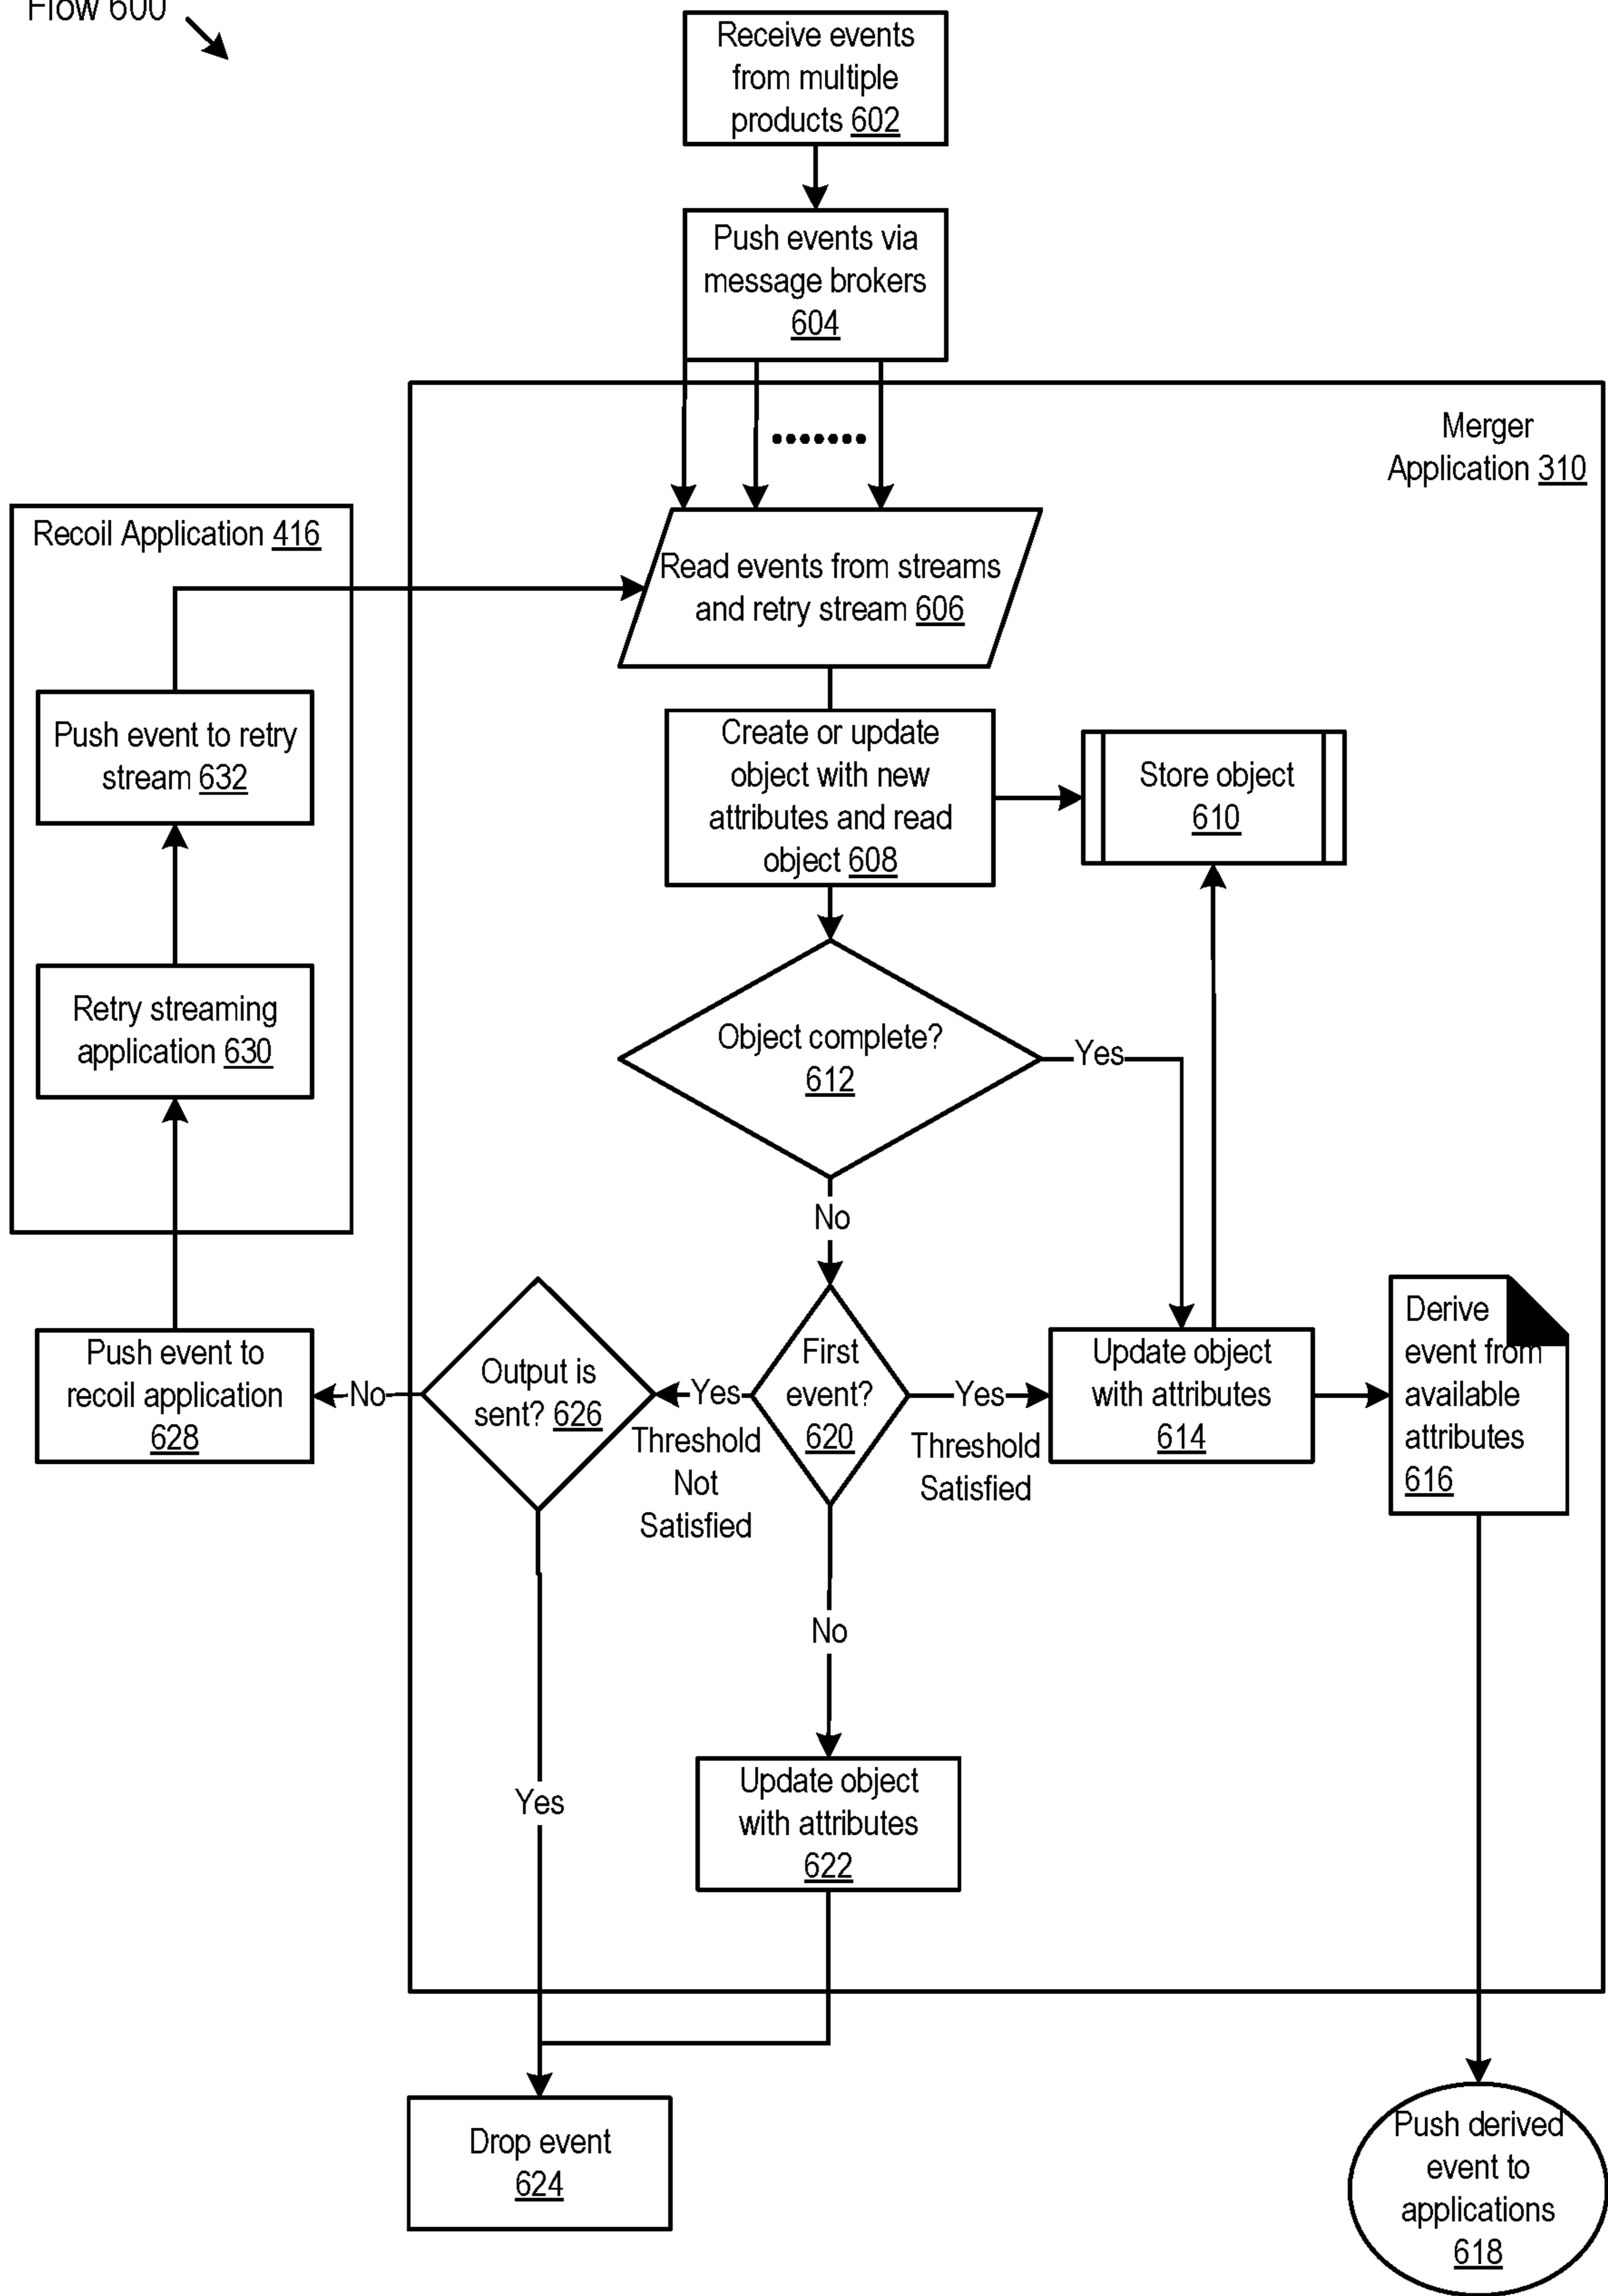 Flow 600
Receive events
from multiple
products 602
Push events via
message brokers
604
Merger
Application 310
Recoil Application 416
Read events from streams
and retry stream 606
Push event to retry
stream 632
Create or update
object with new
attributes and read
object 608
Store object
610
Retry streaming
application 630
Object complete?
612
Yes
No
Push event to
recoil application
628
No
Output is
sent? 626
Yes
Threshold
Not
Satisfied
First
event?
620
Yes
Threshold
Satisfied
Update object
with attributes
614
Derive
event from
available
attributes
616
No
Yes
Update object
with attributes
622
Drop event
624
Push derived
event to
applications
618